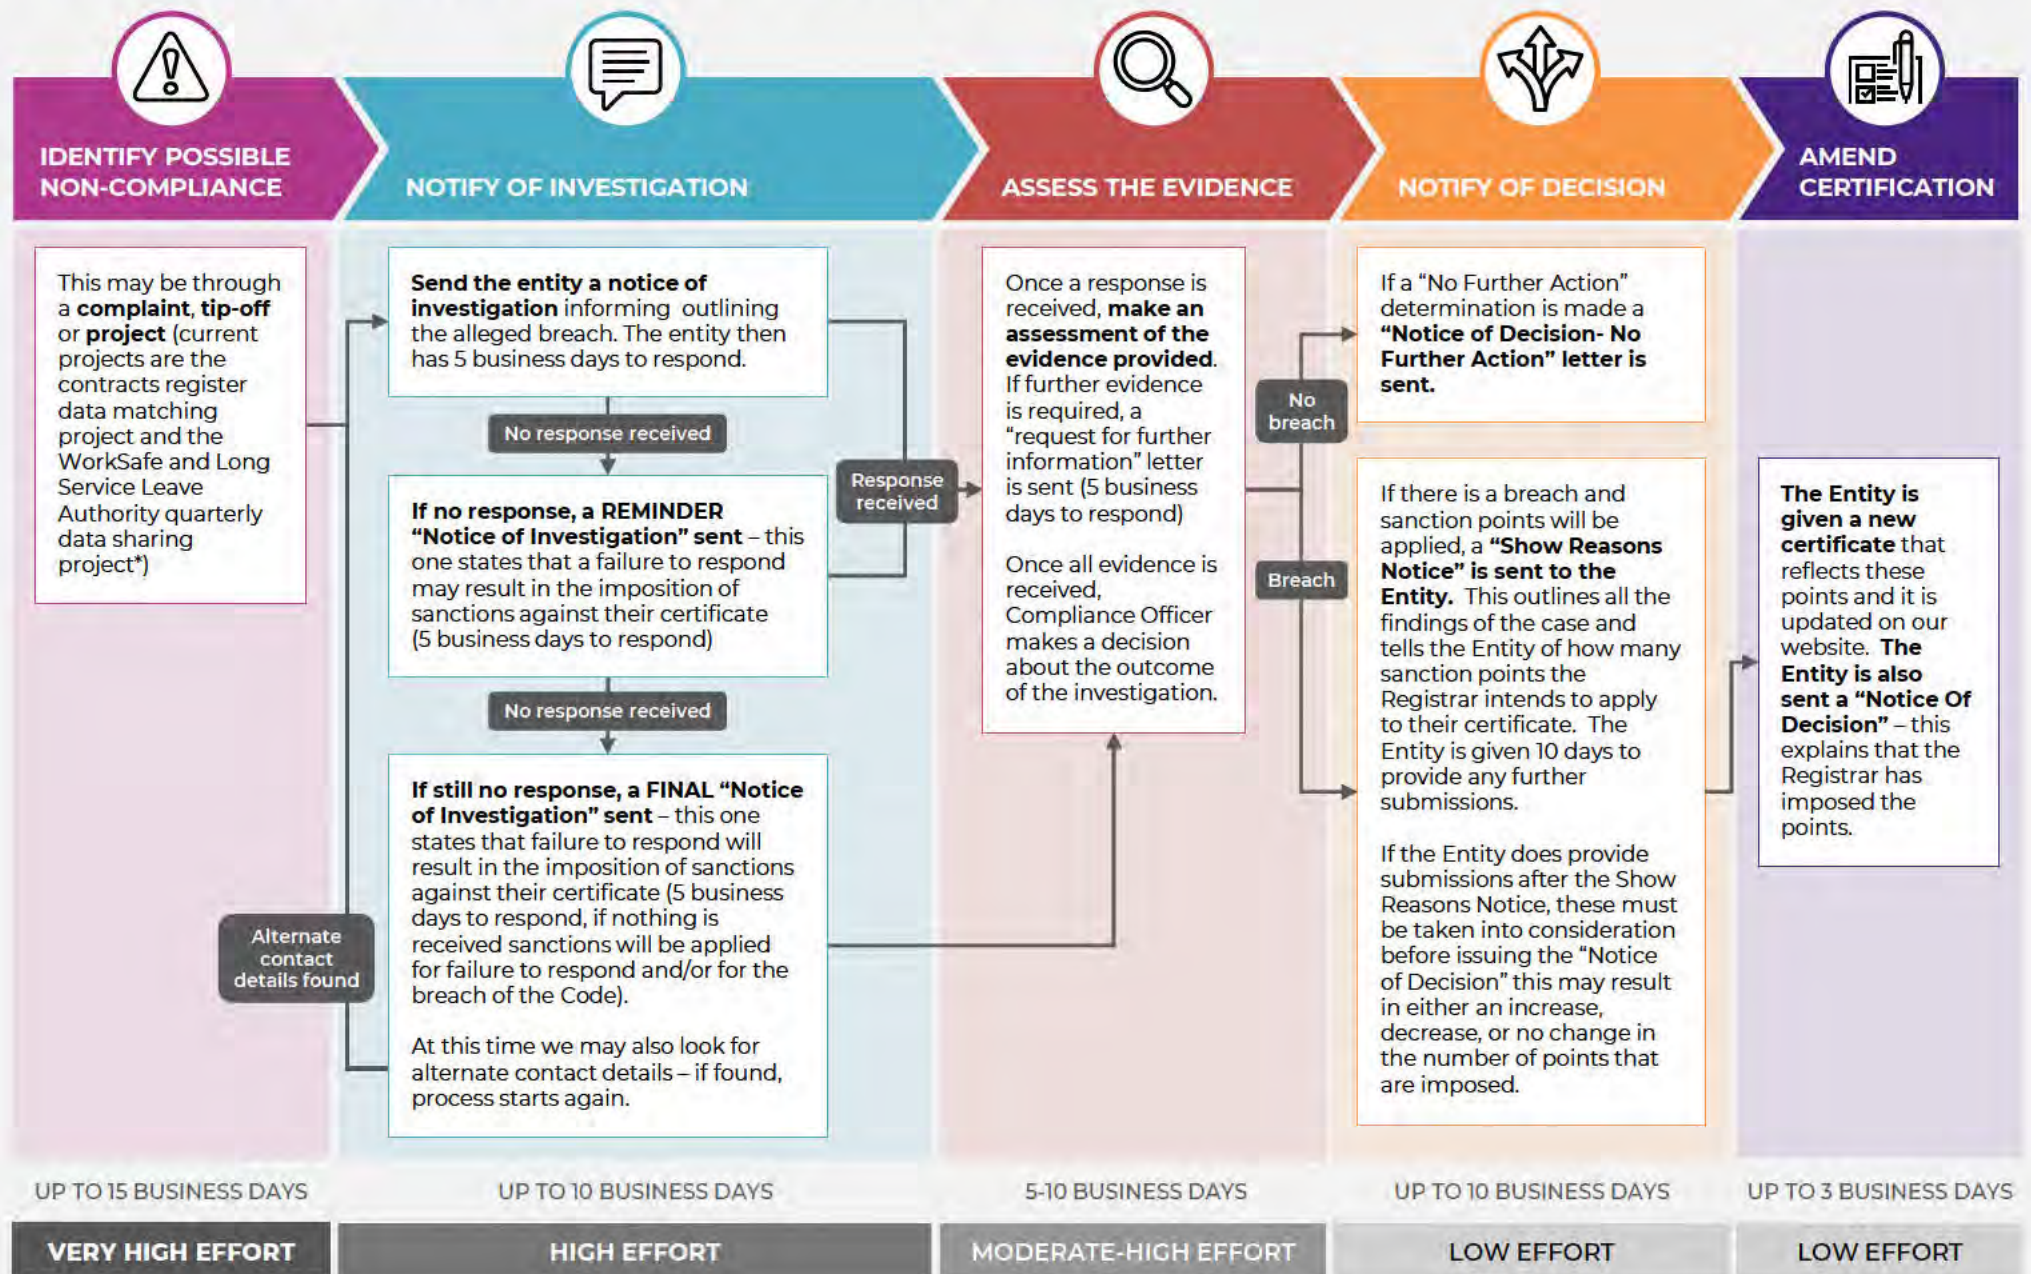 IDENTIFY POSSIBLE
NON-COMPLIANCE
NOTIFY OF INVESTIGATION
ASSESS THE EVIDENCE
NOTIFY OF DECISION
AMEND
CERTIFICATION
This may be through
a complaint, tip-off
or project (current
projects are the
contracts register
data matching
project and the
WorkSafe and Long
Service Leave
Authority quarterly
data sharing
project*)
Send the entity a notice of
investigation informing outlining
the alleged breach. The entity then
has 5 business days to respond.
No response received
If no response, a REMINDER
“Notice of Investigation” sent – this
one states that a failure to respond
may result in the imposition of
sanctions against their certificate
(5 business days to respond)
No response received
If still no response, a FINAL “Notice
of Investigation” sent – this one
states that failure to respond will
result in the imposition of sanctions
against their certificate (5 business
days to respond, if nothing is
received sanctions will be applied
for failure to respond and/or for the
breach of the Code).
At this time we may also look for
alternate contact details – if found,
process starts again.
Alternate
contact
details found
Response
received
Once a response is
received, make an
assessment of the
evidence provided.
If further evidence
is required, a
“request for further
information” letter
is sent (5 business
days to respond)
Once all evidence is
received,
Compliance Officer
makes a decision
about the outcome
of the investigation.
No
breach
Breach
If a “No Further Action”
determination is made a
“Notice of Decision- No
Further Action” letter is
sent.
If there is a breach and
sanction points will be
applied, a “Show Reasons
Notice” is sent to the
Entity. This outlines all the
findings of the case and
tells the Entity of how many
sanction points the
Registrar intends to apply
to their certificate. The
Entity is given 10 days to
provide any further
submissions.
If the Entity does provide
submissions after the Show
Reasons Notice, these must
be taken into consideration
before issuing the “Notice
of Decision” this may result
in either an increase,
decrease, or no change in
the number of points that
are imposed.
The Entity is
given a new
certificate that
reflects these
points and it is
updated on our
website. The
Entity is also
sent a “Notice Of
Decision” – this
explains that the
Registrar has
imposed the
points.
UP TO 15 BUSINESS DAYS
UP TO 10 BUSINESS DAYS
5-10 BUSINESS DAYS
UP TO 10 BUSINESS DAYS
UP TO 3 BUSINESS DAYS
VERY HIGH EFFORT
HIGH EFFORT
MODERATE-HIGH EFFORT
LOW EFFORT
LOW EFFORT